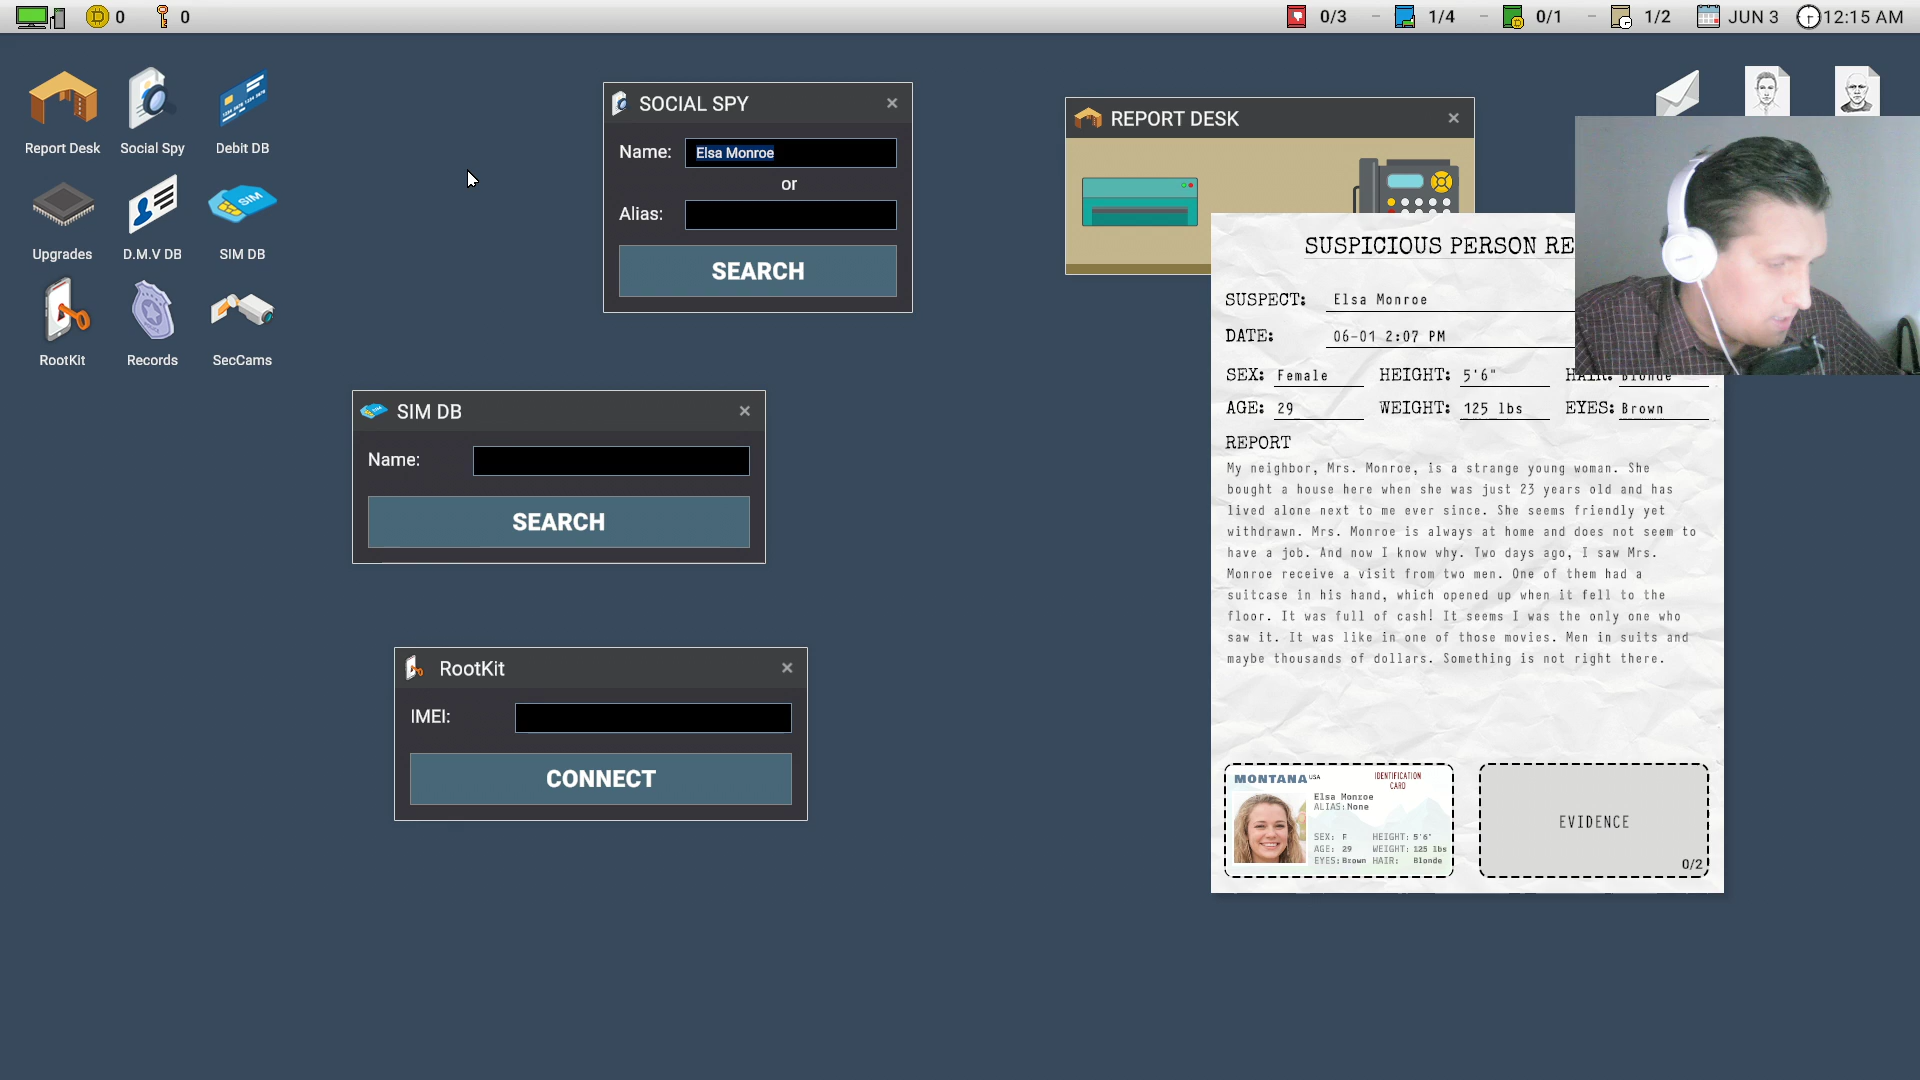 0
0
0/3
1/4
0/1
1/2
JUN 3
12:15 AM
Report Desk
Social Spy
Debit DB
Upgrades
D.M.V DB
SIM DB
RootKit
Records
SecCams
SOCIAL SPY
Name: Elsa Monroe
or
Alias:
SEARCH
SIM DB
Name:
SEARCH
RootKit
IMEI:
CONNECT
REPORT DESK
SUSPICIOUS PERSON RE
SUSPECT: Elsa Monroe
DATE: 06-01 2:07 PM
SEX: Female HEIGHT: 5'6" HAIR: Blonde
AGE: 29 WEIGHT: 125 lbs EYES: Brown
REPORT
My neighbor, Mrs. Monroe, is a strange young woman. She
bought a house here when she was just 23 years old and has
lived alone next to me ever since. She seems friendly yet
withdrawn. Mrs. Monroe is always at home and does not seem to
have a job. And now I know why. Two days ago, I saw Mrs.
Monroe receive a visit from two men. One of them had a
suitcase in his hand, which opened up when it fell to the
floor. It was full of cash! It seems I was the only one who
saw it. It was like in one of those movies. Men in suits and
maybe thousands of dollars. Something is not right there.
MONTANA USA
IDENTIFICATION
CARD
Elsa Monroe
ALIAS: None
SEX: F HEIGHT: 5'6"
AGE: 29 WEIGHT: 125 lbs
EYES: Brown HAIR: Blonde
EVIDENCE
0/2